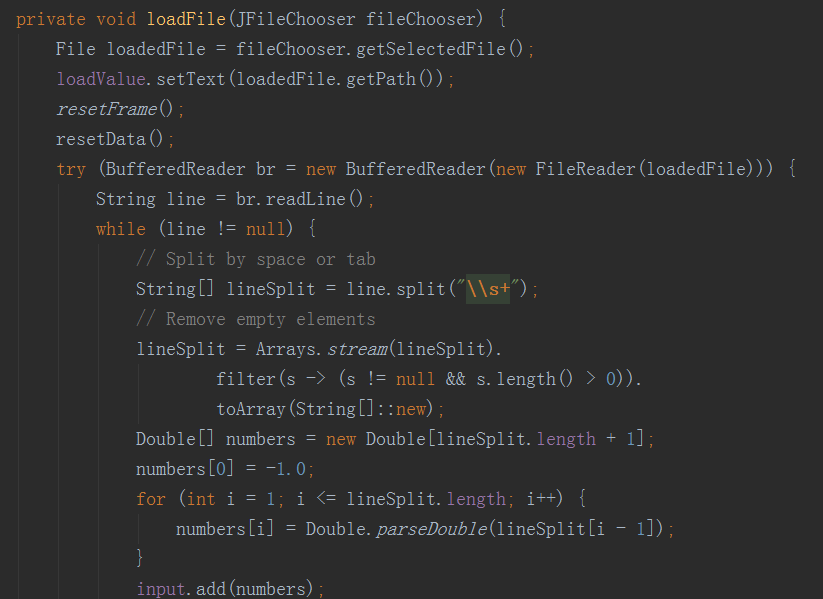 private void loadFile(JFileChooser fileChooser) {
    File loadedFile = fileChooser.getSelectedFile();
    loadValue.setText(loadedFile.getPath());
    resetFrame();
    resetData();
    try (BufferedReader br = new BufferedReader(new FileReader(loadedFile))) {
        String line = br.readLine();
        while (line != null) {
            // Split by space or tab
            String[] lineSplit = line.split("\\s+");
            // Remove empty elements
            lineSplit = Arrays.stream(lineSplit).
                    filter(s -> (s != null && s.length() > 0)).
                    toArray(String[]::new);
            Double[] numbers = new Double[lineSplit.length + 1];
            numbers[0] = -1.0;
            for (int i = 1; i <= lineSplit.length; i++) {
                numbers[i] = Double.parseDouble(lineSplit[i - 1]);
            }
            input.add(numbers);